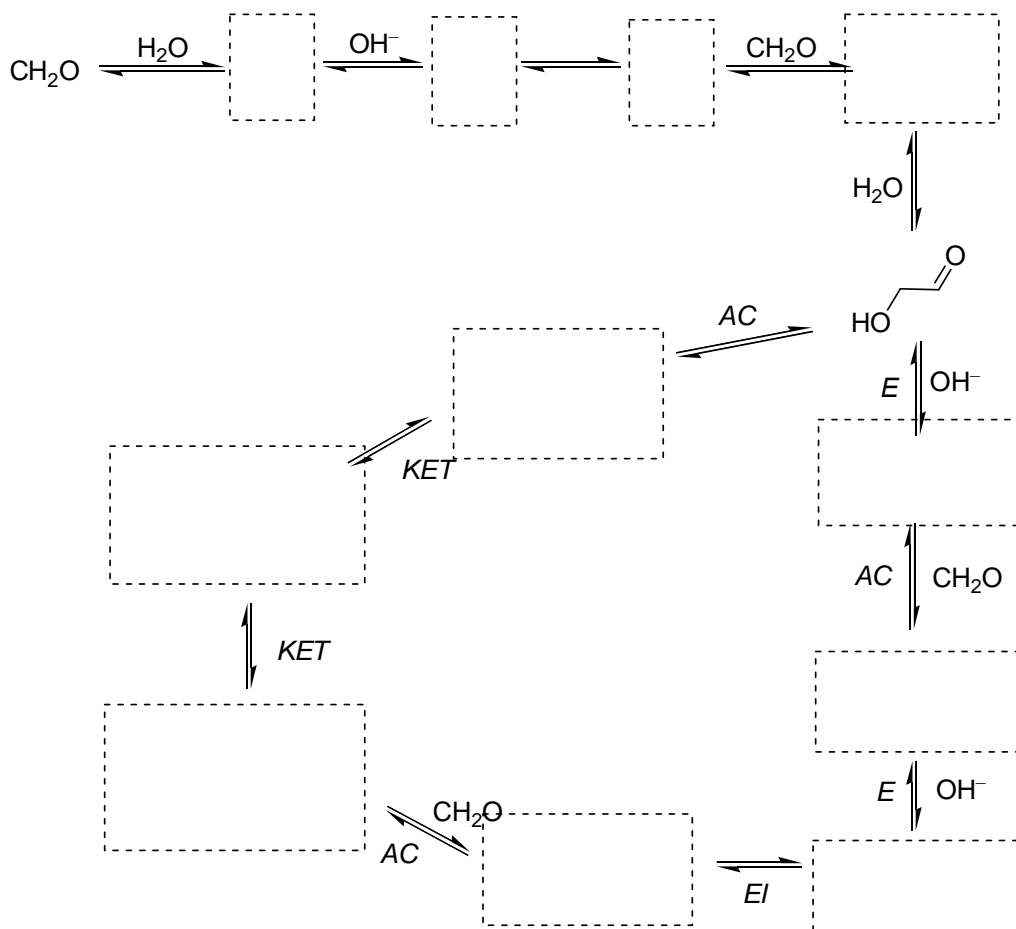 CH₂O H₂O OH⁻ CH₂O
H₂O
O
HO
AC
E OH⁻
KET
AC CH₂O
KET
E OH⁻
CH₂O
AC
EI